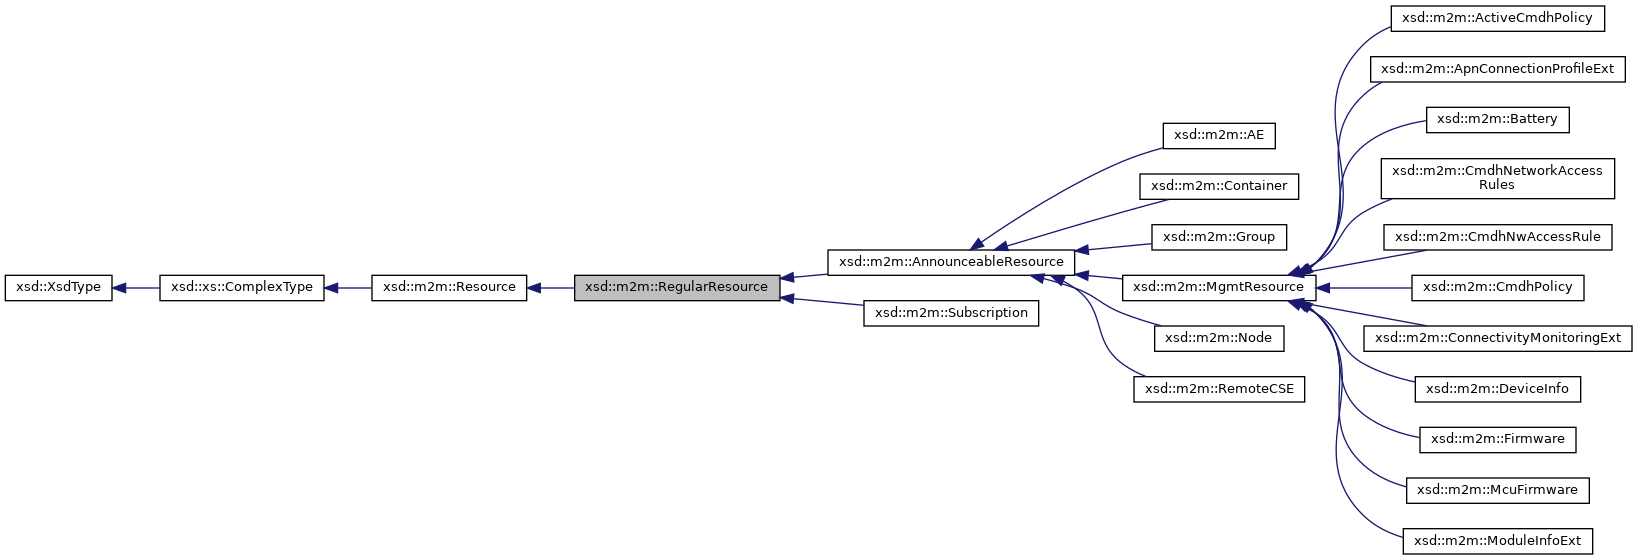 xsd::m2m::ActiveCmdhPolicy
xsd::m2m::ApnConnectionProfileExt
xsd::m2m::Battery
xsd::m2m::AE
xsd::m2m::CmdhNetworkAccess
Rules
xsd::m2m::Container
xsd::m2m::Group
xsd::m2m::CmdhNwAccessRule
xsd::m2m::AnnounceableResource
xsd::XsdType
xsd::xs::ComplexType
xsd::m2m::Resource
xsd::m2m::RegularResource
xsd::m2m::MgmtResource
xsd::m2m::CmdhPolicy
xsd::m2m::Subscription
xsd::m2m::Node
xsd::m2m::ConnectivityMonitoringExt
xsd::m2m::RemoteCSE
xsd::m2m::DeviceInfo
xsd::m2m::Firmware
xsd::m2m::McuFirmware
xsd::m2m::ModuleInfoExt